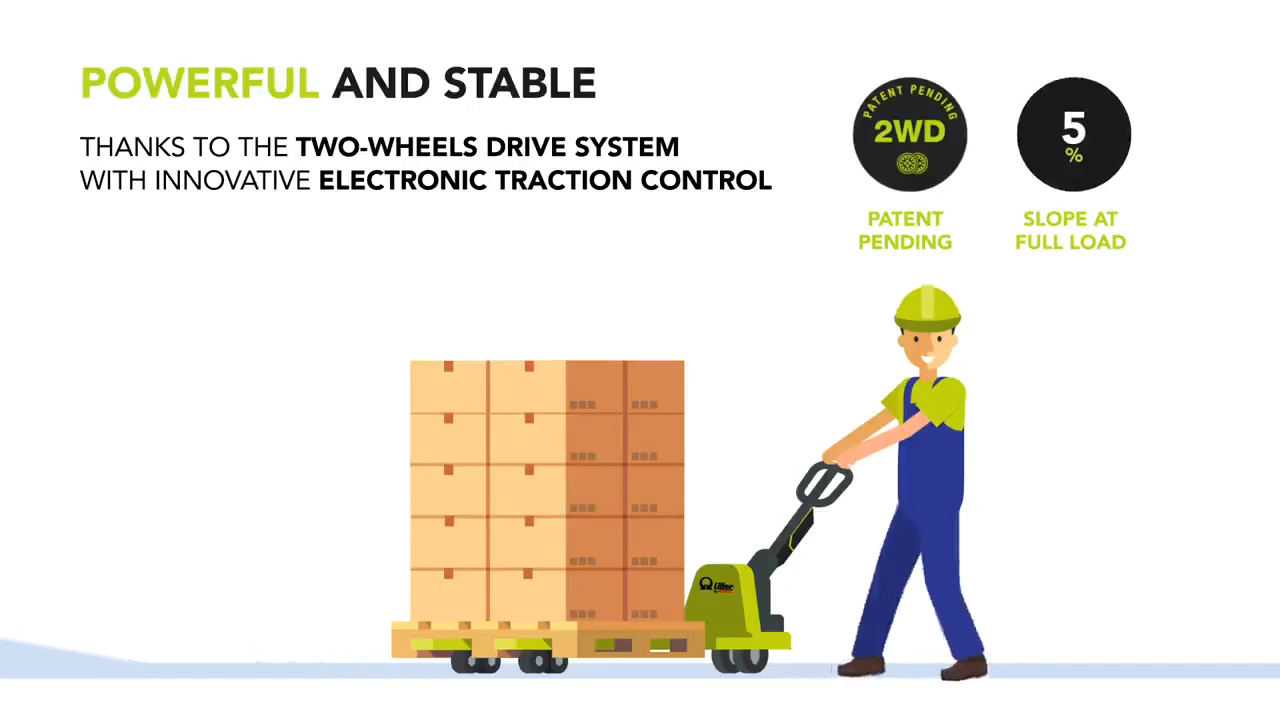 POWERFUL AND STABLE
THANKS TO THE TWO-WHEELS DRIVE SYSTEM
WITH INNOVATIVE ELECTRONIC TRACTION CONTROL
PATENT PENDING
2WD
PATENT
PENDING
5
%
SLOPE AT
FULL LOAD